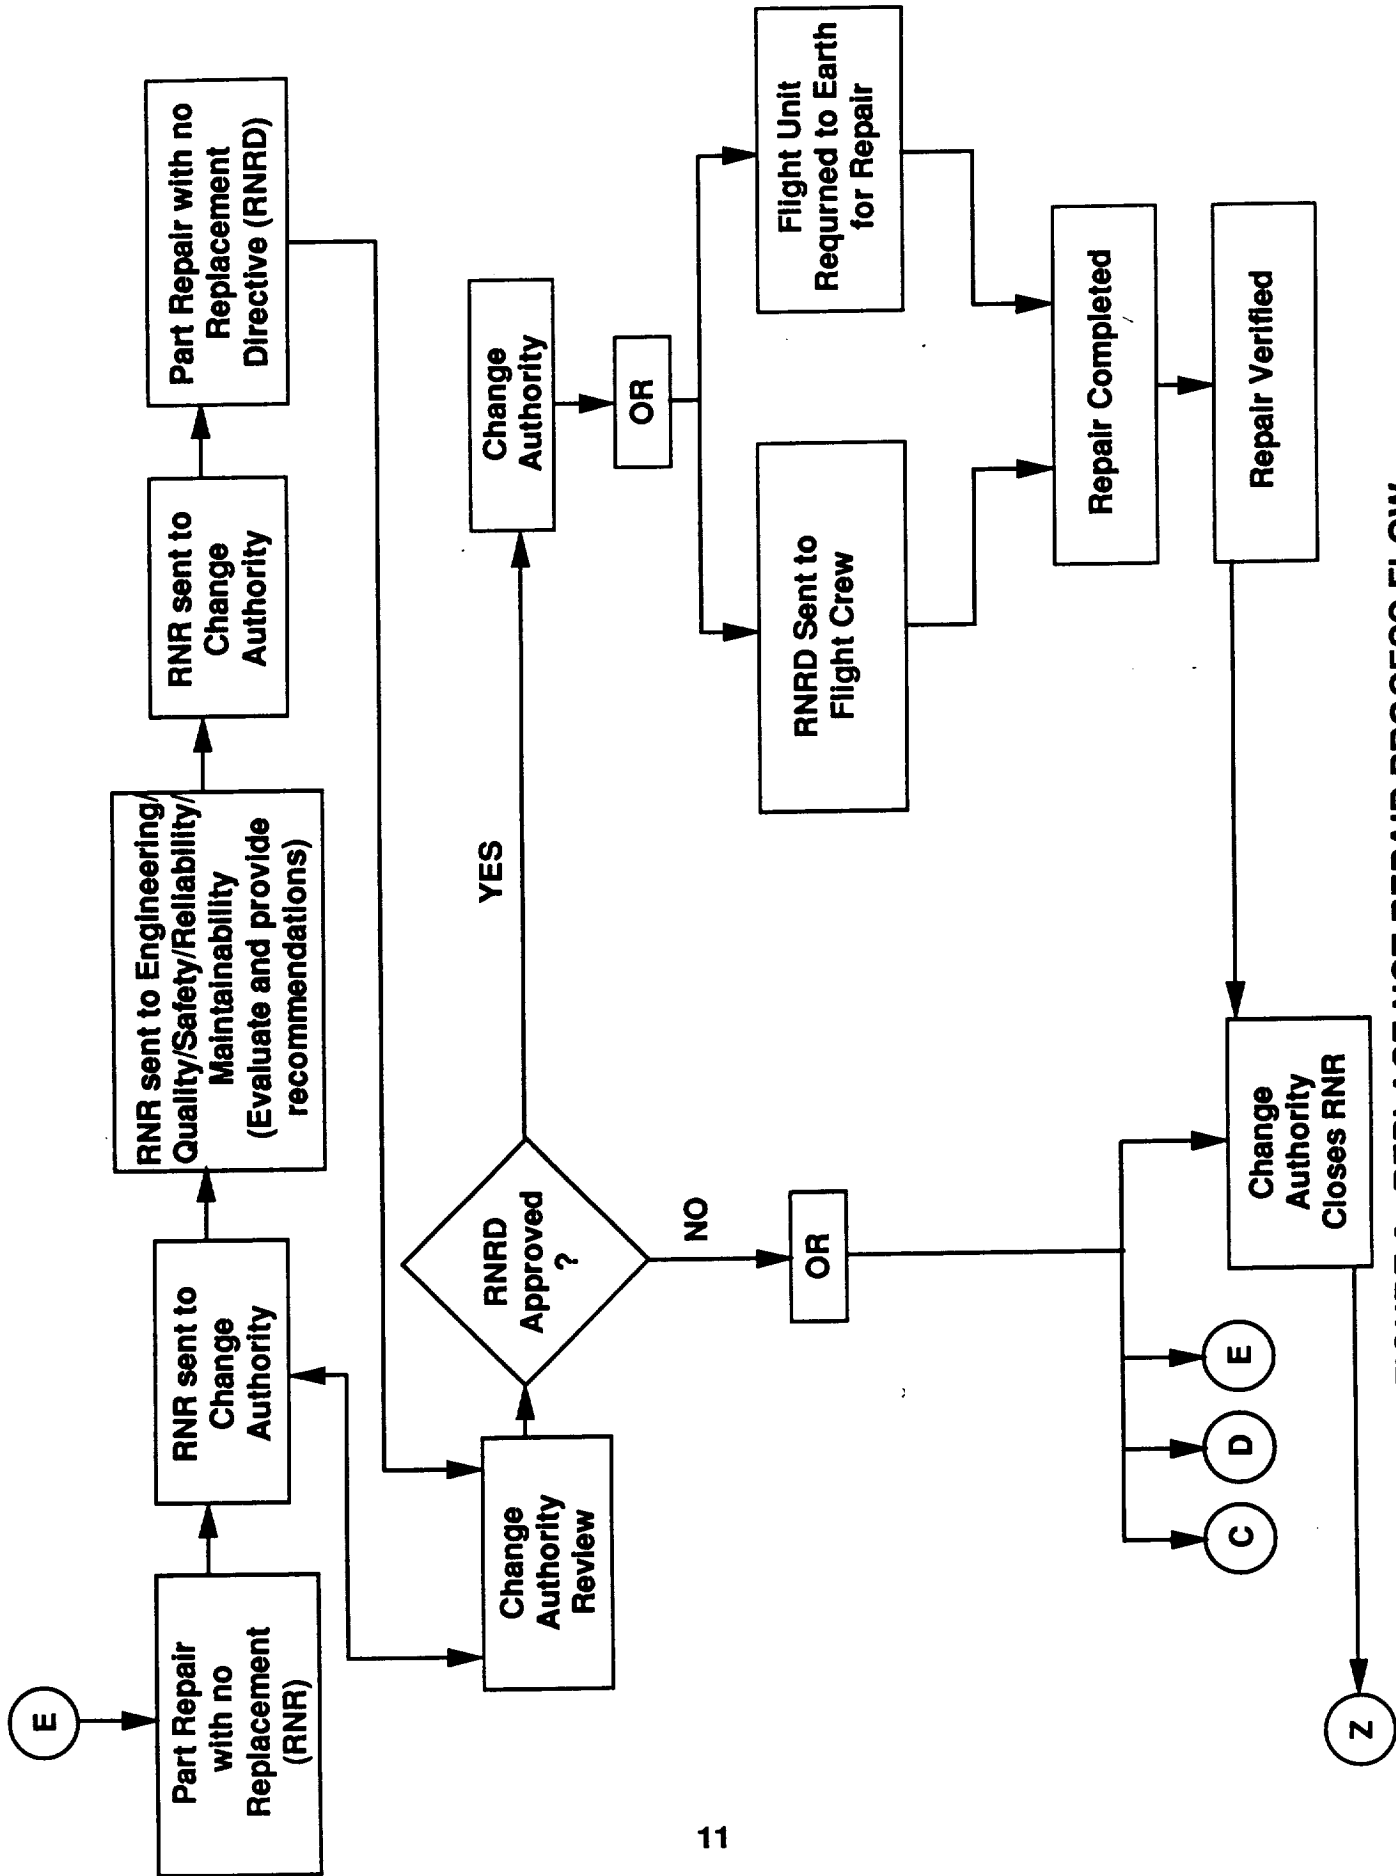 E
Part Repair
with no
Replacement
(RNR)
RNR sent to
Change
Authority
RNR sent to Engineering/
Quality/Safety/Reliability/
Maintainability
(Evaluate and provide
recommendations)
RNR sent to
Change
Authority
Part Repair with no
Replacement
Directive (RNRD)
Change
Authority
Review
RNRD
Approved
?
YES
NO
Change
Authority
OR
RNRD Sent to
Flight Crew
Flight Unit
Requrned to Earth
for Repair
Repair Completed
Repair Verified
OR
C
D
E
Change
Authority
Closes RNR
Z
11